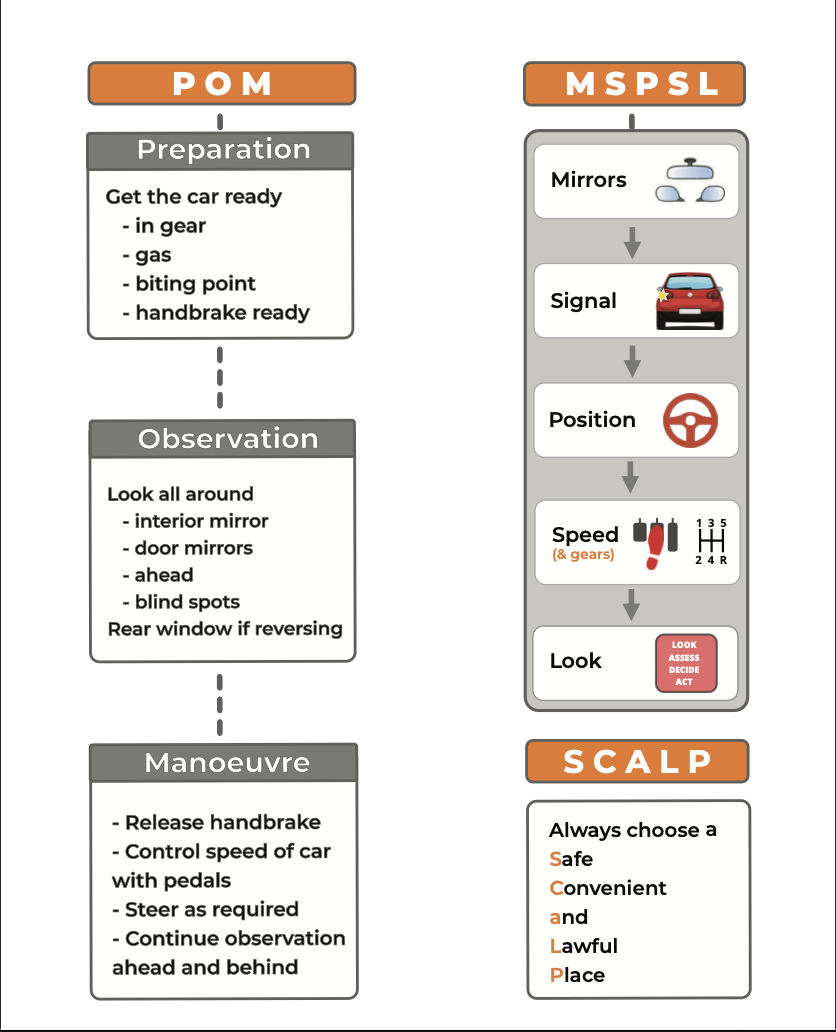 POM
Preparation
Get the car ready
- in gear
- gas
- biting point
- handbrake ready
Observation
Look all around
- interior mirror
- door mirrors
- ahead
- blind spots
Rear window if reversing
Manoeuvre
- Release handbrake
- Control speed of car
with pedals
- Steer as required
- Continue observation
ahead and behind
MSPSL
Mirrors
Signal
Position
Speed
(& gears)
1 3 5
2 4 R
Look
LOOK
ASSESS
DECIDE
ACT
SCALP
Always choose a
Safe
Convenient
and
Lawful
Place